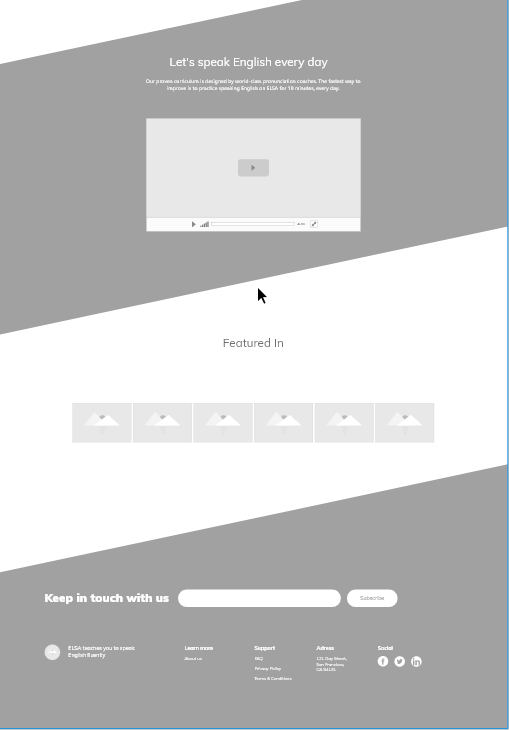 Let's speak English every day
Our proven curriculum is designed by world-class pronunciation coaches. The fastest way to
improve is to practice speaking English on ELSA for 10 minutes, every day.
Featured In
Keep in touch with us
Subscribe
ELSA teaches you to speak
English fluently
Learn more
About us
Support
FAQ
Privacy Policy
Terms & Conditions
Adress
Social